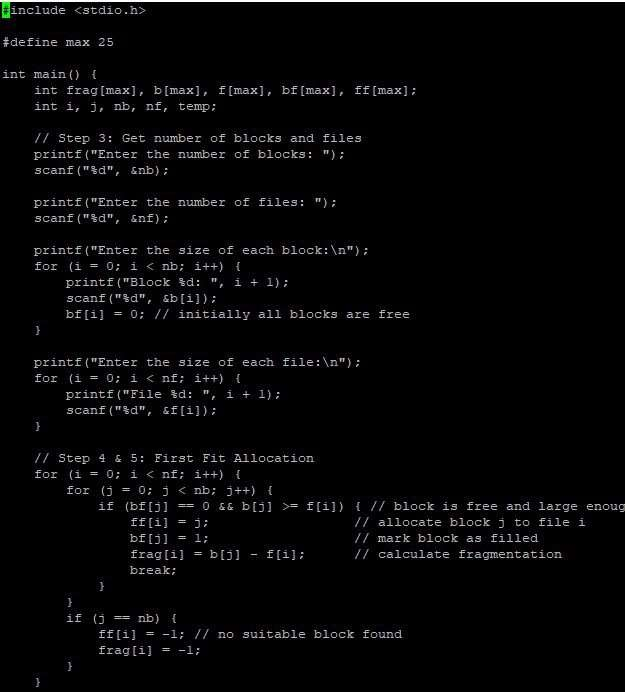 #include <stdio.h>

#define max 25

int main() {
    int frag[max], b[max], f[max], bf[max], ff[max];
    int i, j, nb, nf, temp;

    // Step 3: Get number of blocks and files
    printf("Enter the number of blocks: ");
    scanf("%d", &nb);

    printf("Enter the number of files: ");
    scanf("%d", &nf);

    printf("Enter the size of each block:\n");
    for (i = 0; i < nb; i++) {
        printf("Block %d: ", i + 1);
        scanf("%d", &b[i]);
        bf[i] = 0; // initially all blocks are free
    }

    printf("Enter the size of each file:\n");
    for (i = 0; i < nf; i++) {
        printf("File %d: ", i + 1);
        scanf("%d", &f[i]);
    }

    // Step 4 & 5: First Fit Allocation
    for (i = 0; i < nf; i++) {
        for (j = 0; j < nb; j++) {
            if (bf[j] == 0 && b[j] >= f[i]) { // block is free and large enoug
                ff[i] = j;                  // allocate block j to file i
                bf[j] = 1;                  // mark block as filled
                frag[i] = b[j] - f[i];      // calculate fragmentation
                break;
            }
        }
        if (j == nb) {
            ff[i] = -1; // no suitable block found
            frag[i] = -1;
        }
    }